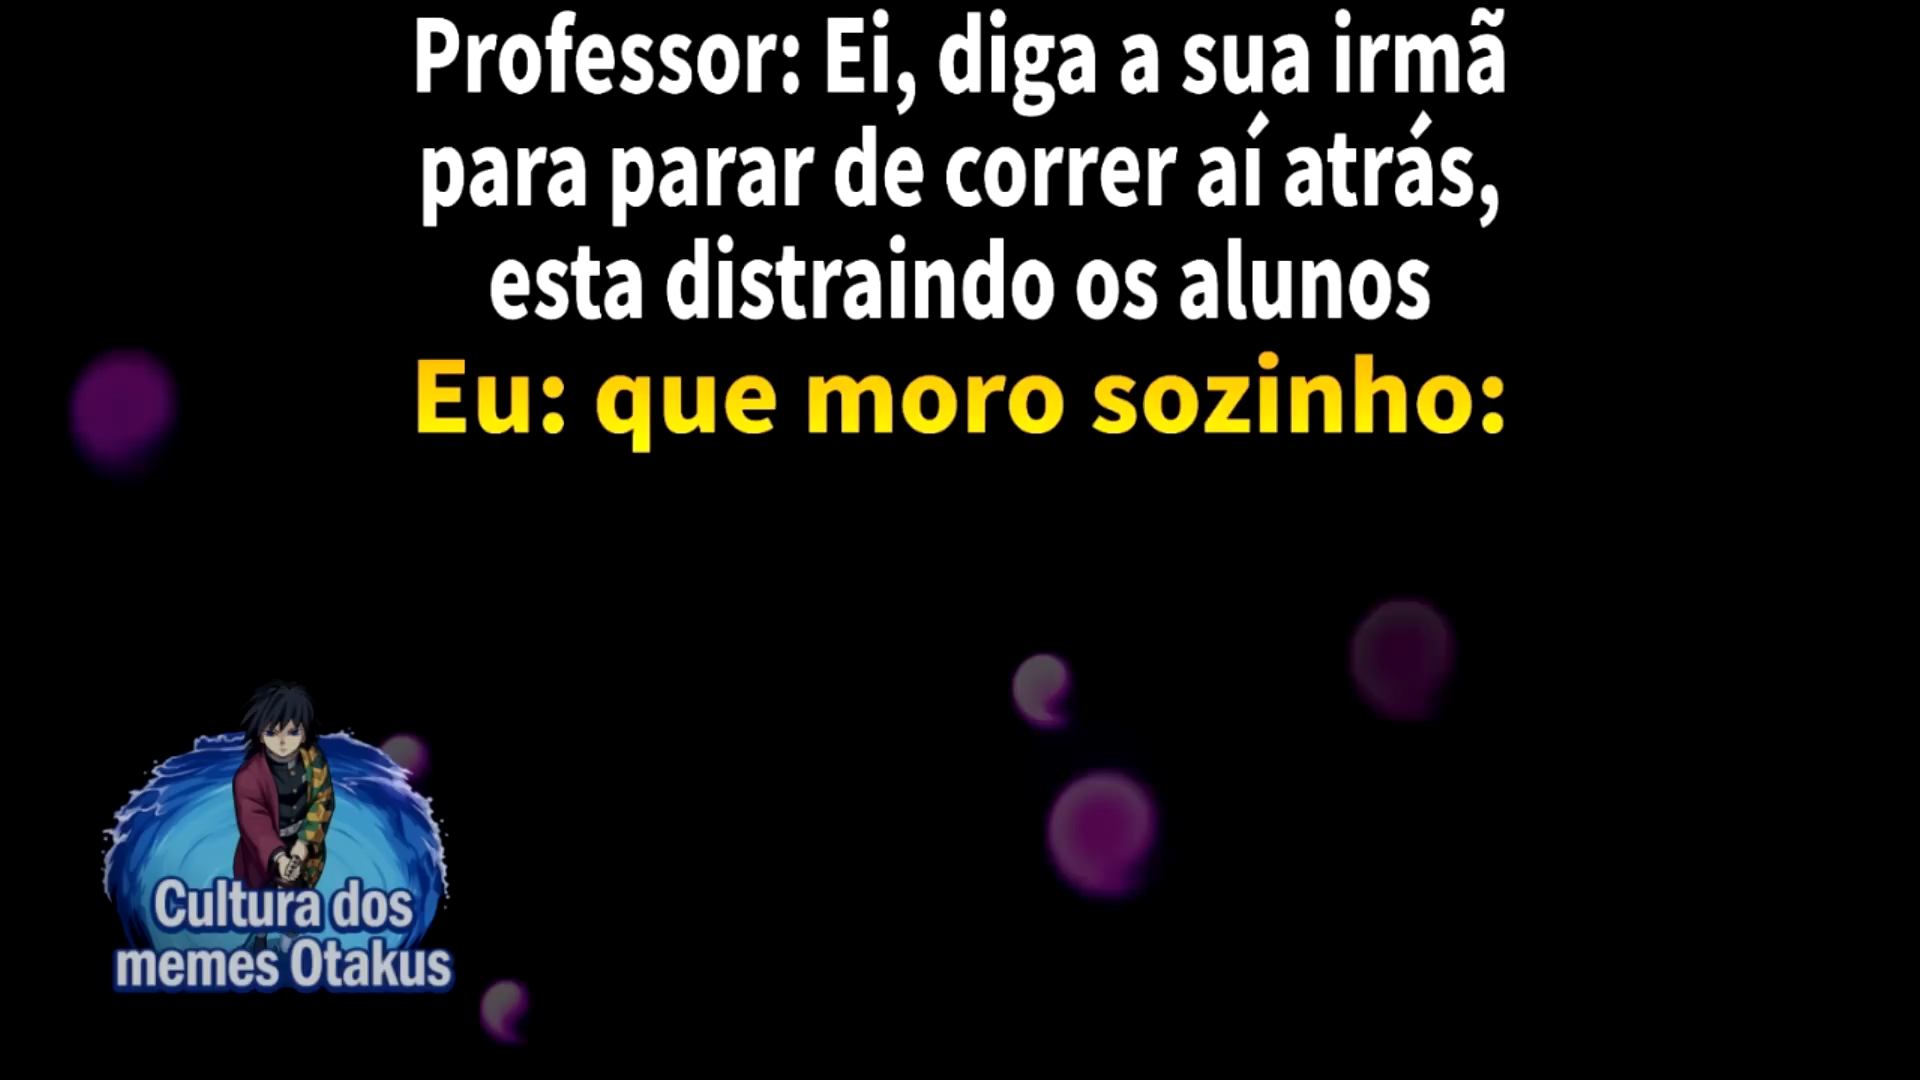 Professor: Ei, diga a sua irmã
para parar de correr aí atrás,
esta distraindo os alunos
Eu: que moro sozinho:
Cultura dos
memes Otakus